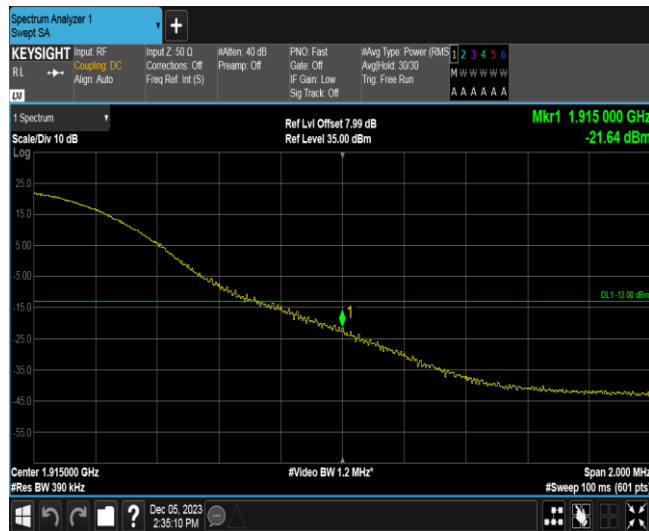 Spectrum Analyzer 1
Swept SA
+
KEYSIGHT
RL
LXI
Input: RF
Coupling: DC
Align: Auto
Input Z: 50 Ω
Corrections: Off
Freq Ref: Int (S)
#Atten: 40 dB
Preamp: Off
PNO: Fast
Gate: Off
IF Gain: Low
Sig Track: Off
#Avg Type: Power (RMS
Avg|Hold: 30/30
Trig: Free Run
1 2 3 4 5 6
M W W W W W
A A A A A A
1 Spectrum
Scale/Div 10 dB
Ref Lvl Offset 7.99 dB
Ref Level 35.00 dBm
Mkr1 1.915 000 GHz
-21.64 dBm
Log
25.0
15.0
5.00
-5.00
DL1 -13.00 dBm
-15.0
1
-25.0
-35.0
-45.0
-55.0
Center 1.915000 GHz
#Video BW 1.2 MHz*
Span 2.000 MHz
#Res BW 390 kHz
#Sweep 100 ms (601 pts)
?
Dec 05, 2023
2:35:10 PM